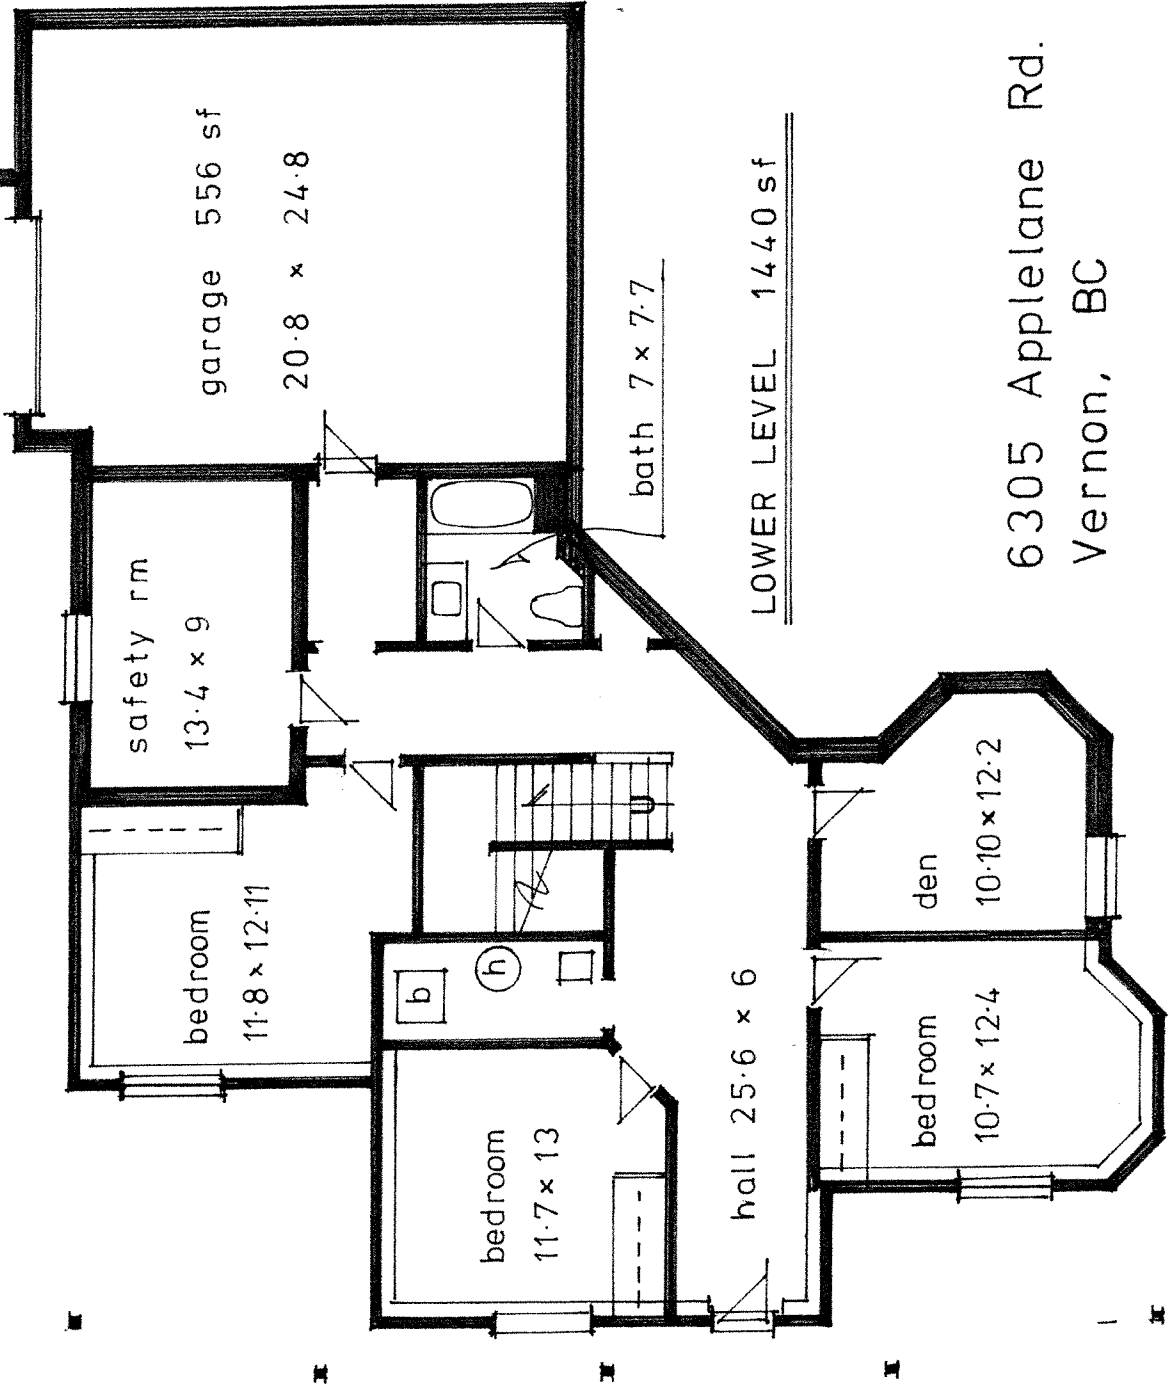 garage 556 sf
20·8 × 24·8
safety rm
13·4 × 9
bath 7 × 7·7
LOWER LEVEL 1440 sf
6305 Applelane Rd.
Vernon, BC
bedroom
11·8 × 12·11
b
h
U
den
10·10 × 12·2
bedroom
11·7 × 13
hall 25·6 × 6
bedroom
10·7 × 12·4